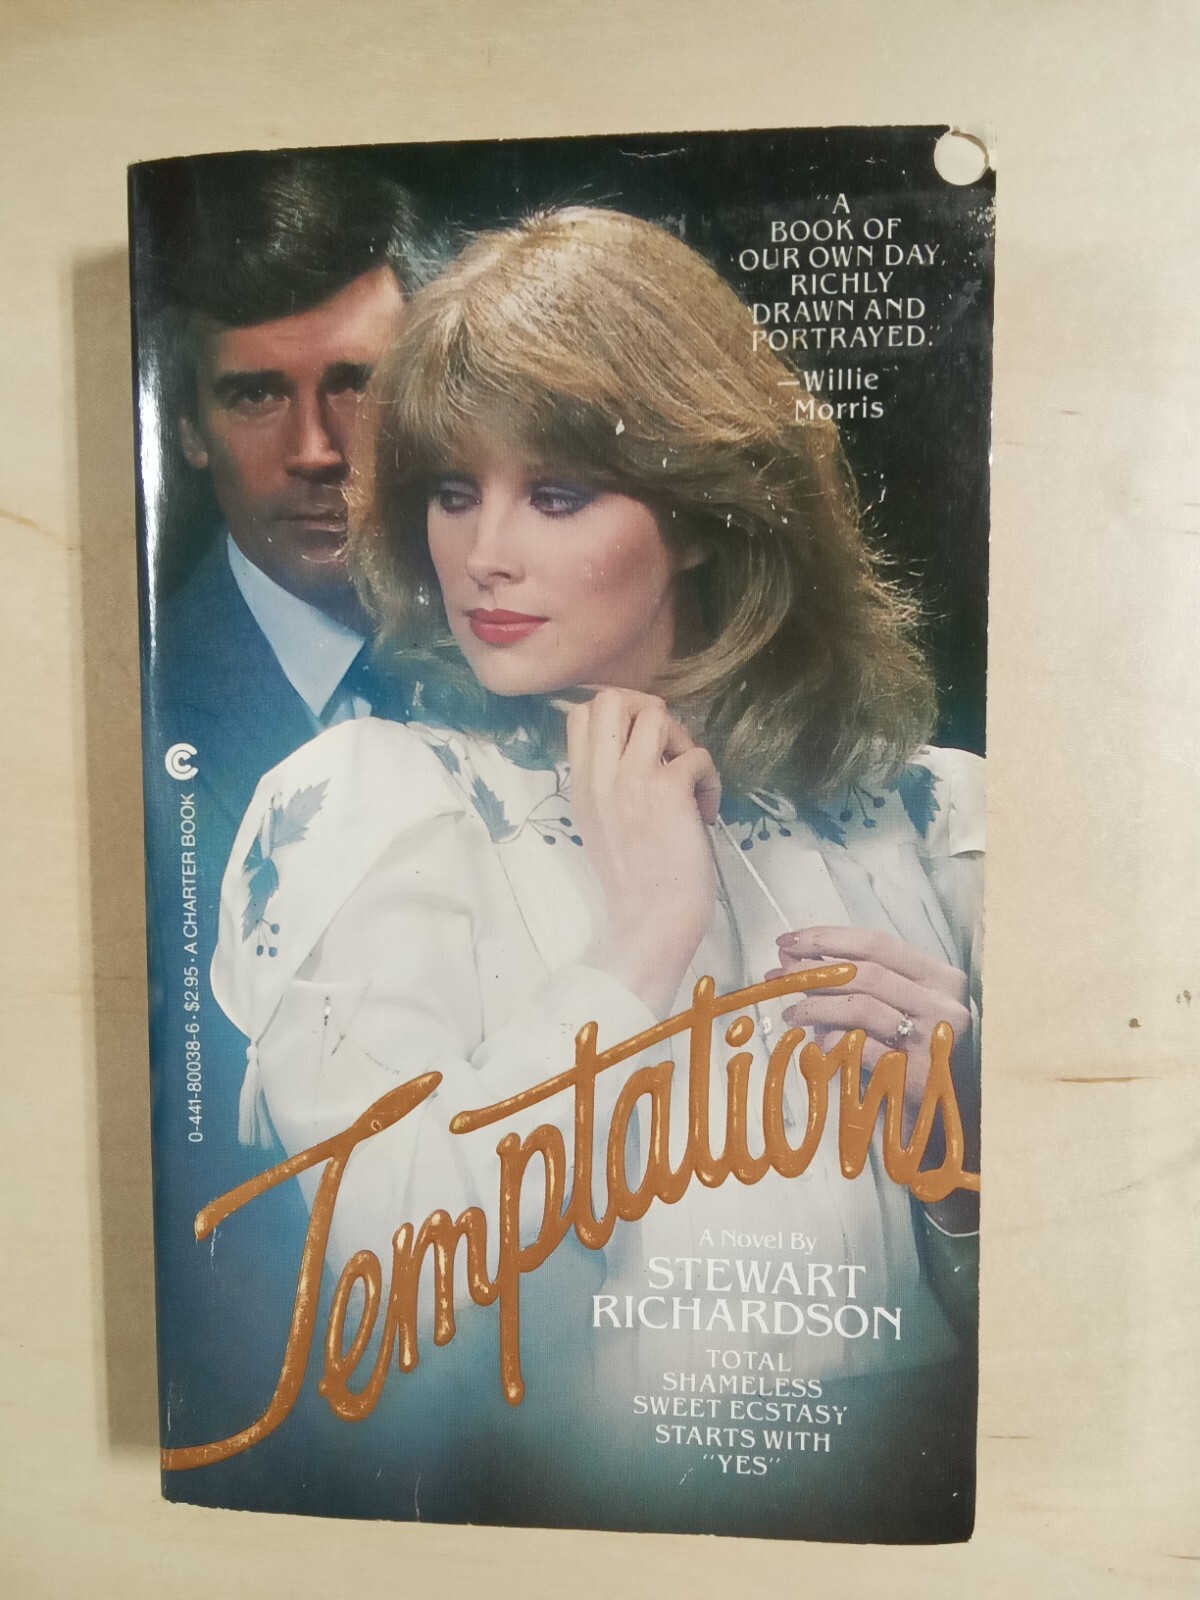 "A
BOOK OF
OUR OWN DAY,
RICHLY
DRAWN AND
PORTRAYED."
—Willie
Morris
0-441-80038-6 · $2.95 · A CHARTER BOOK
Temptations
A Novel By
STEWART
RICHARDSON
TOTAL
SHAMELESS
SWEET ECSTASY
STARTS WITH
"YES"